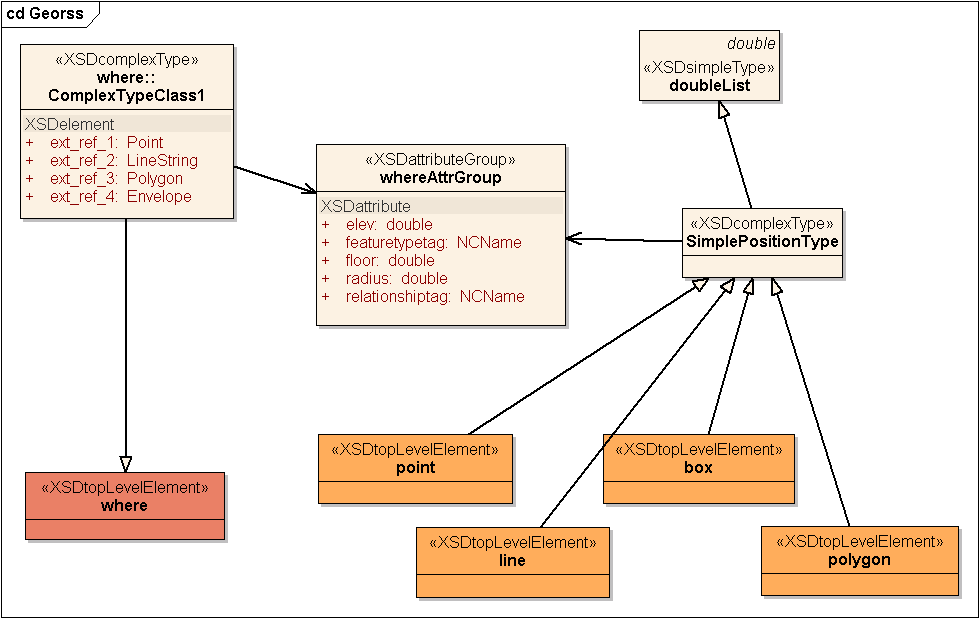 cd Georss
«XSDcomplexType»
where::
ComplexTypeClass1
XSDelement
+ ext_ref_1: Point
+ ext_ref_2: LineString
+ ext_ref_3: Polygon
+ ext_ref_4: Envelope
«XSDattributeGroup»
whereAttrGroup
XSDattribute
+ elev: double
+ featuretypetag: NCName
+ floor: double
+ radius: double
+ relationshiptag: NCName
double
«XSDsimpleType»
doubleList
«XSDcomplexType»
SimplePositionType
«XSDtopLevelElement»
where
«XSDtopLevelElement»
point
«XSDtopLevelElement»
box
«XSDtopLevelElement»
line
«XSDtopLevelElement»
polygon